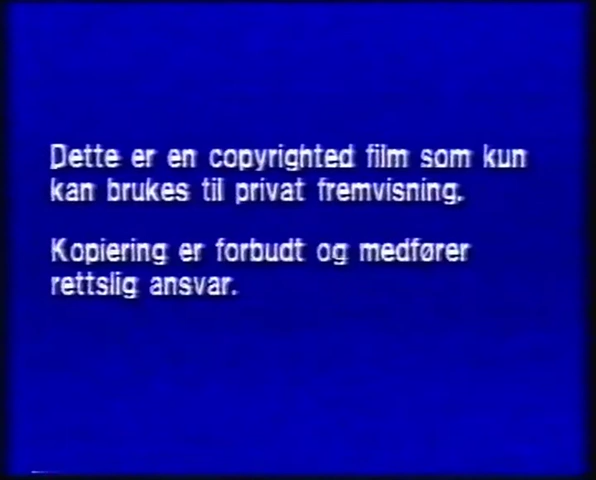 Dette er en copyrighted film som kun
kan brukes til privat fremvisning.
Kopiering er forbudt og medfører
rettslig ansvar.